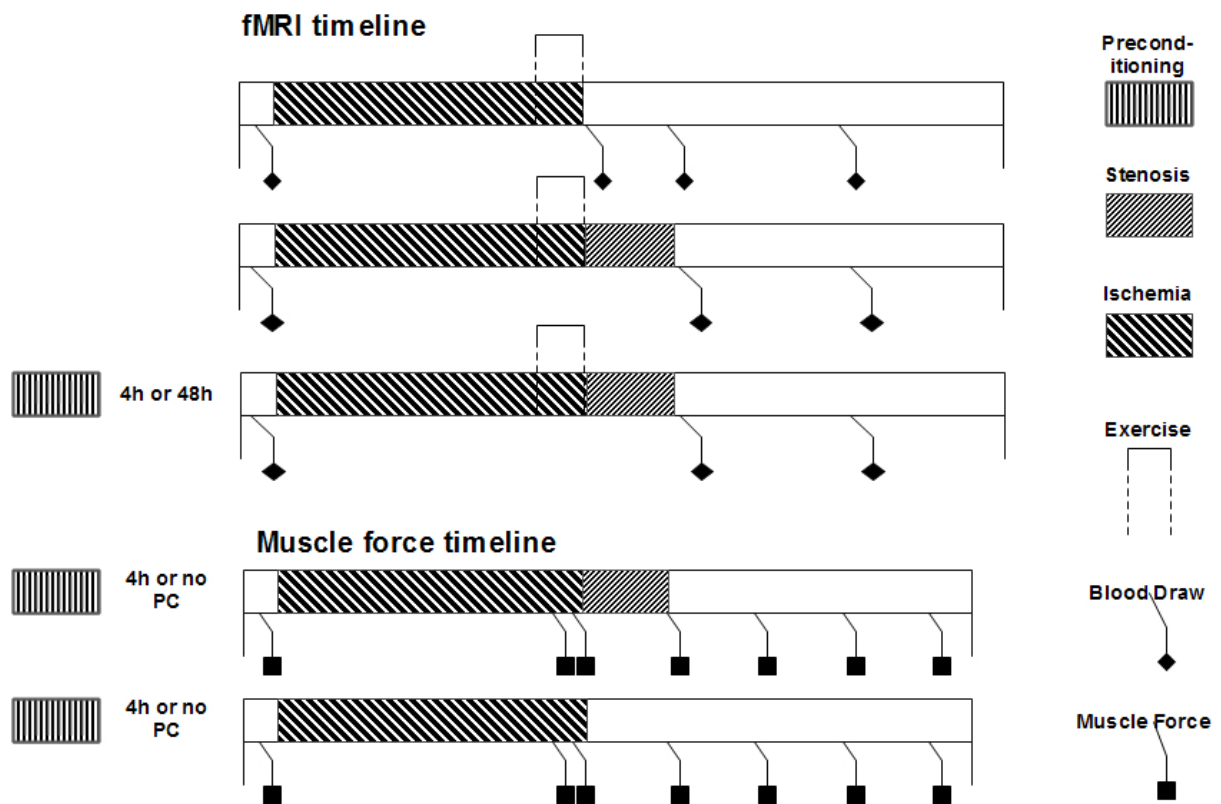 fMRI timeline
4h or 48h
Muscle force timeline
4h or no
PC
4h or no
PC
Precond-
itioning
Stenosis
Ischemia
Exercise
Blood Draw
Muscle Force